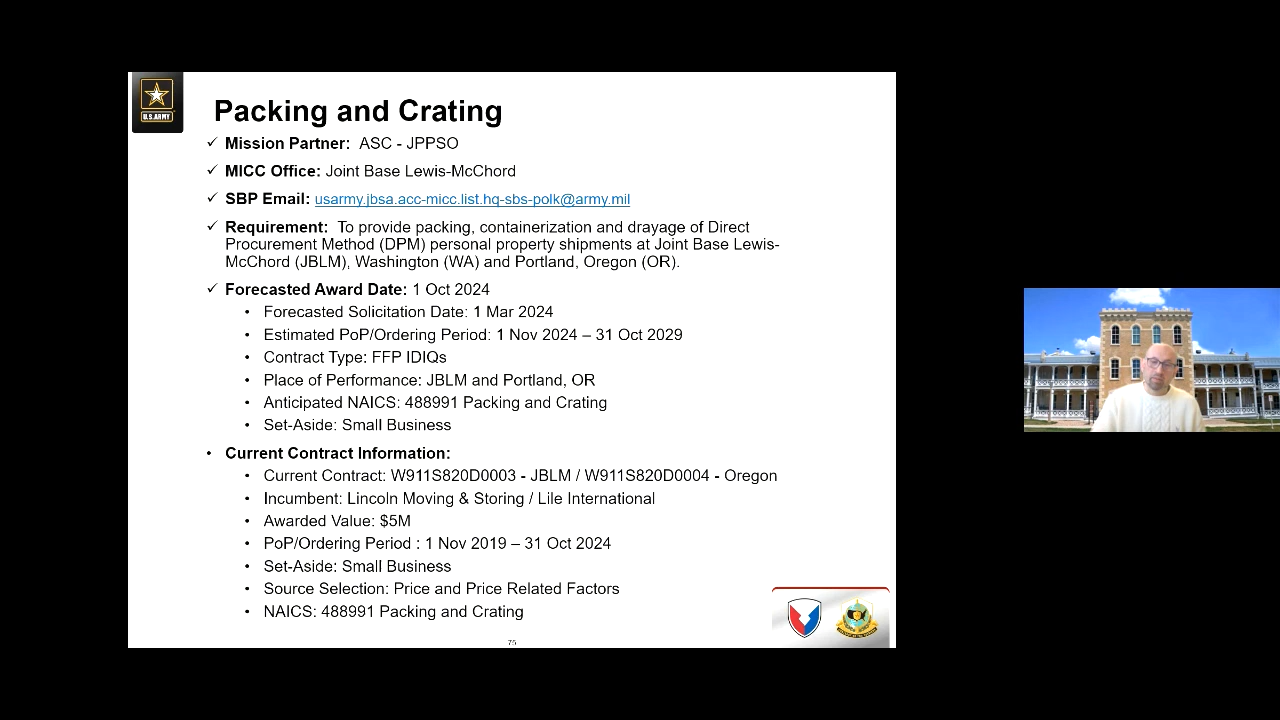 U.S.ARMY
Packing and Crating
✓ Mission Partner: ASC - JPPSO
✓ MICC Office: Joint Base Lewis-McChord
✓ SBP Email: usarmy.jbsa.acc-micc.list.hq-sbs-polk@army.mil
✓ Requirement: To provide packing, containerization and drayage of Direct
Procurement Method (DPM) personal property shipments at Joint Base Lewis-
McChord (JBLM), Washington (WA) and Portland, Oregon (OR).
✓ Forecasted Award Date: 1 Oct 2024
• Forecasted Solicitation Date: 1 Mar 2024
• Estimated PoP/Ordering Period: 1 Nov 2024 – 31 Oct 2029
• Contract Type: FFP IDIQs
• Place of Performance: JBLM and Portland, OR
• Anticipated NAICS: 488991 Packing and Crating
• Set-Aside: Small Business
• Current Contract Information:
• Current Contract: W911S820D0003 - JBLM / W911S820D0004 - Oregon
• Incumbent: Lincoln Moving & Storing / Lile International
• Awarded Value: $5M
• PoP/Ordering Period : 1 Nov 2019 – 31 Oct 2024
• Set-Aside: Small Business
• Source Selection: Price and Price Related Factors
• NAICS: 488991 Packing and Crating
75